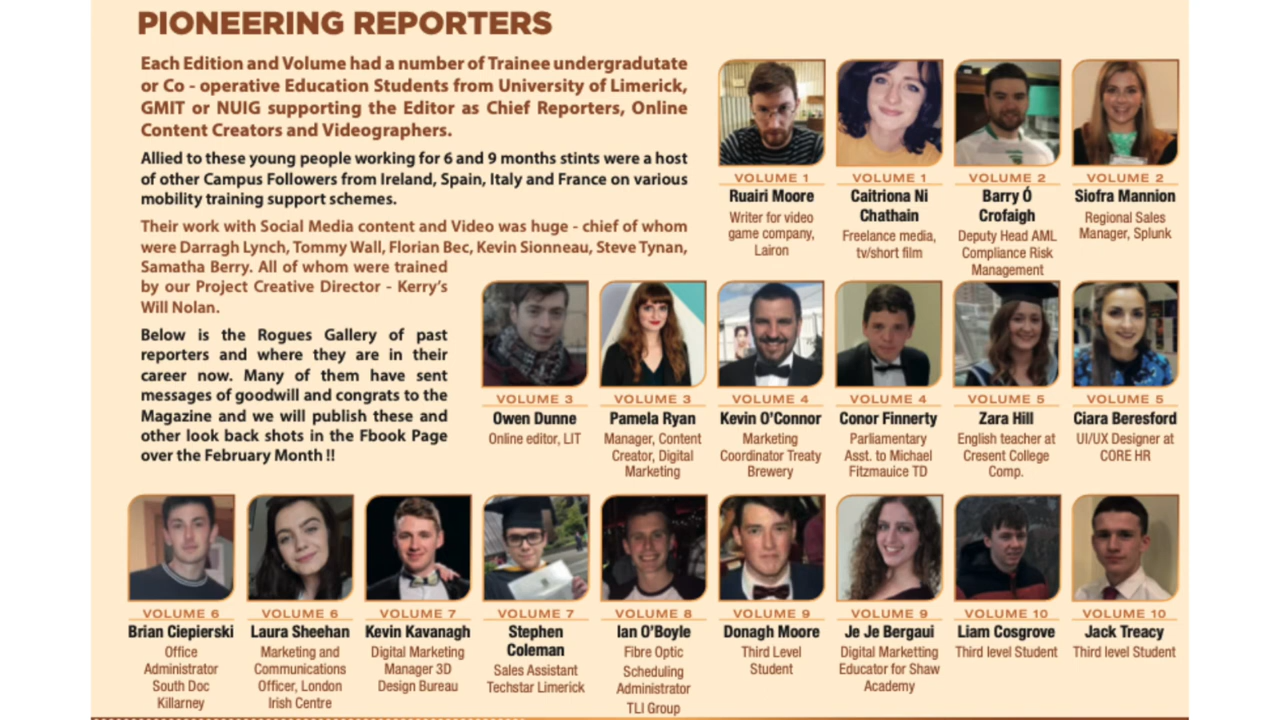 PIONEERING REPORTERS
Each Edition and Volume had a number of Trainee undergradutate
or Co - operative Education Students from University of Limerick,
GMIT or NUIG supporting the Editor as Chief Reporters, Online
Content Creators and Videographers.
Allied to these young people working for 6 and 9 months stints were a host
of other Campus Followers from Ireland, Spain, Italy and France on various
mobility training support schemes.
Their work with Social Media content and Video was huge - chief of whom
were Darragh Lynch, Tommy Wall, Florian Bec, Kevin Sionneau, Steve Tynan,
Samatha Berry. All of whom were trained
by our Project Creative Director - Kerry's
Will Nolan.
Below is the Rogues Gallery of past
reporters and where they are in their
career now. Many of them have sent
messages of goodwill and congrats to the
Magazine and we will publish these and
other look back shots in the Fbook Page
over the February Month !!
VOLUME 1
Ruairi Moore
Writer for video
game company,
Lairon
VOLUME 1
Caitriona Ni
Chathain
Freelance media,
tv/short film
VOLUME 2
Barry Ó
Crofaigh
Deputy Head AML
Compliance Risk
Management
VOLUME 2
Siofra Mannion
Regional Sales
Manager, Splunk
VOLUME 3
Owen Dunne
Online editor, LIT
VOLUME 3
Pamela Ryan
Manager, Content
Creator, Digital
Marketing
VOLUME 4
Kevin O'Connor
Marketing
Coordinator Treaty
Brewery
VOLUME 4
Conor Finnerty
Parliamentary
Asst. to Michael
Fitzmauice TD
VOLUME 5
Zara Hill
English teacher at
Cresent College
Comp.
VOLUME 5
Ciara Beresford
UI/UX Designer at
CORE HR
VOLUME 6
Brian Ciepierski
Office
Administrator
South Doc
Killarney
VOLUME 6
Laura Sheehan
Marketing and
Communications
Officer, London
Irish Centre
VOLUME 7
Kevin Kavanagh
Digital Marketing
Manager 3D
Design Bureau
VOLUME 7
Stephen
Coleman
Sales Assistant
Techstar Limerick
VOLUME 8
Ian O'Boyle
Fibre Optic
Scheduling
Administrator
TLI Group
VOLUME 9
Donagh Moore
Third Level
Student
VOLUME 9
Je Je Bergaui
Digital Marketting
Educator for Shaw
Academy
VOLUME 10
Liam Cosgrove
Third level Student
VOLUME 10
Jack Treacy
Third level Student